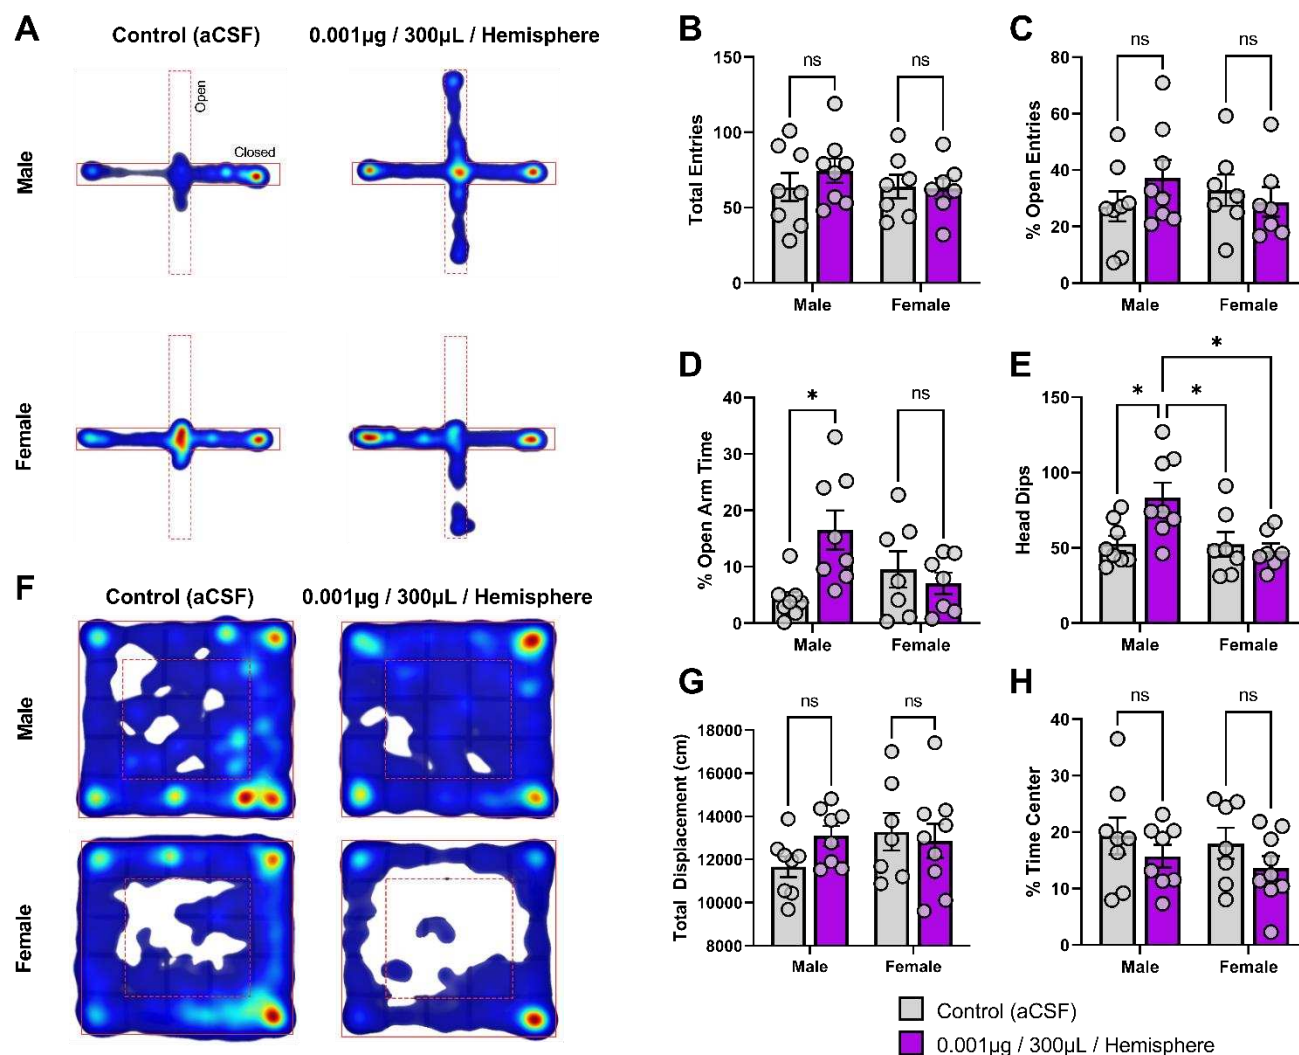 A
Control (aCSF)
0.001µg / 300µL / Hemisphere
Male
Open
Closed
Female
B
Total Entries
150
100
50
0
ns
ns
Male
Female
C
% Open Entries
80
60
40
20
0
ns
ns
Male
Female
D
% Open Arm Time
40
30
20
10
0
*
ns
Male
Female
E
Head Dips
150
100
50
0
*
*
*
Male
Female
F
Control (aCSF)
0.001µg / 300µL / Hemisphere
Male
Female
G
Total Displacement (cm)
18000
16000
14000
12000
10000
8000
ns
ns
Male
Female
H
% Time Center
40
30
20
10
0
ns
ns
Male
Female
Control (aCSF)
0.001µg / 300µL / Hemisphere